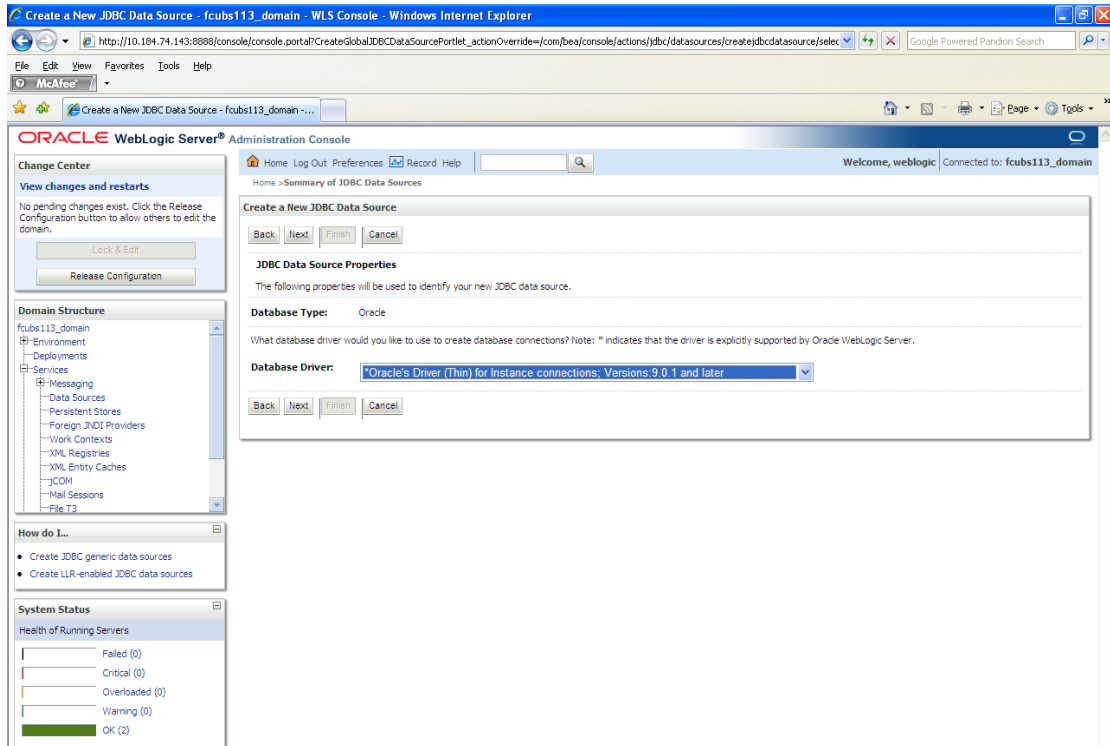 Create a New JDBC Data Source - fcubs113_domain - WLS Console - Windows Internet Explorer
http://10.184.74.143:8888/console/console.portal?CreateGlobalJDBCDataSourcePortlet_actionOverride=/com/bea/console/actions/jdbc/datasources/createjdbcdatasource/selec
Google Powered Pandion Search
File Edit View Favorites Tools Help
McAfee
Create a New JDBC Data Source - fcubs113_domain -...
Page Tools »
ORACLE WebLogic Server® Administration Console
Change Center
View changes and restarts
No pending changes exist. Click the Release
Configuration button to allow others to edit the
domain.
Lock & Edit
Release Configuration
Domain Structure
fcubs113_domain
Environment
Deployments
Services
Messaging
Data Sources
Persistent Stores
Foreign JNDI Providers
Work Contexts
XML Registries
XML Entity Caches
jCOM
Mail Sessions
File T3
How do I...
Create JDBC generic data sources
Create LLR-enabled JDBC data sources
System Status
Health of Running Servers
Failed (0)
Critical (0)
Overloaded (0)
Warning (0)
OK (2)
Home Log Out Preferences Record Help
Welcome, weblogic Connected to: fcubs113_domain
Home >Summary of JDBC Data Sources
Create a New JDBC Data Source
Back Next Finish Cancel
JDBC Data Source Properties
The following properties will be used to identify your new JDBC data source.
Database Type: Oracle
What database driver would you like to use to create database connections? Note: * indicates that the driver is explicitly supported by Oracle WebLogic Server.
Database Driver: *Oracle's Driver (Thin) for Instance connections; Versions:9.0.1 and later
Back Next Finish Cancel